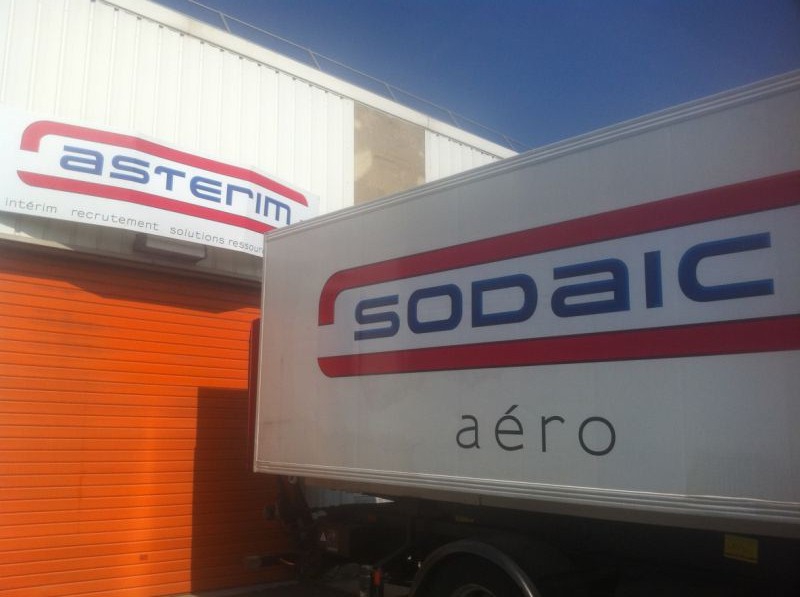 asterim
intérim recrutement solutions
SODAIC
aéro